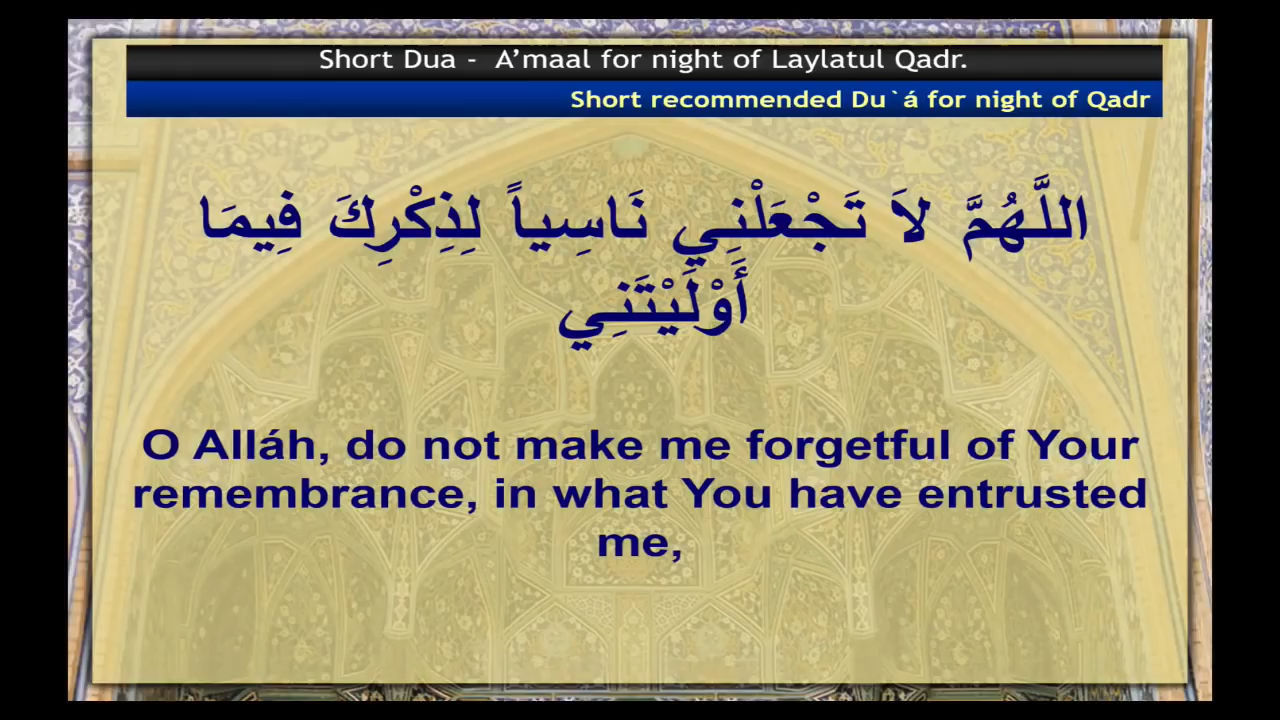 Short Dua - A’maal for night of Laylatul Qadr.
Short recommended Du`á for night of Qadr
اللَّهُمَّ لاَ تَجْعَلْنِي نَاسِياً لِذِكْرِكَ فِيمَا
أَوْلَيْتَنِي
O Alláh, do not make me forgetful of Your
remembrance, in what You have entrusted
me,